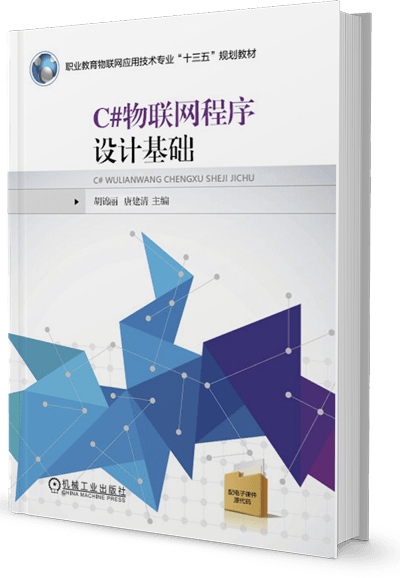 职业教育物联网应用技术专业“十三五”规划教材
C#物联网程序
设计基础
C# WULIANWANG CHENGXU SHEJI JICHU
胡锦丽 唐建清 主编
配电子课件
源代码
机械工业出版社
CHINA MACHINE PRESS